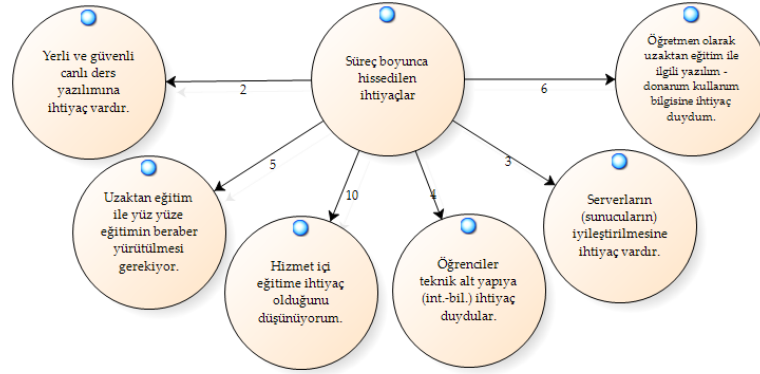 Süreç boyunca
hissedilen
ihtiyaçlar
Yerli ve güvenli
canlı ders
yazılımına
ihtiyaç vardır.
2
Uzaktan eğitim
ile yüz yüze
eğitimin beraber
yürütülmesi
gerekiyor.
5
Hizmet içi
eğitime ihtiyaç
olduğunu
düşünüyorum.
10
Öğrenciler
teknik alt yapıya
(int.-bil.) ihtiyaç
duydular.
4
Serverların
(sunucuların)
iyileştirilmesine
ihtiyaç vardır.
3
Öğretmen olarak
uzaktan eğitim ile
ilgili yazılım -
donanım kullanım
bilgisine ihtiyaç
duydum.
6